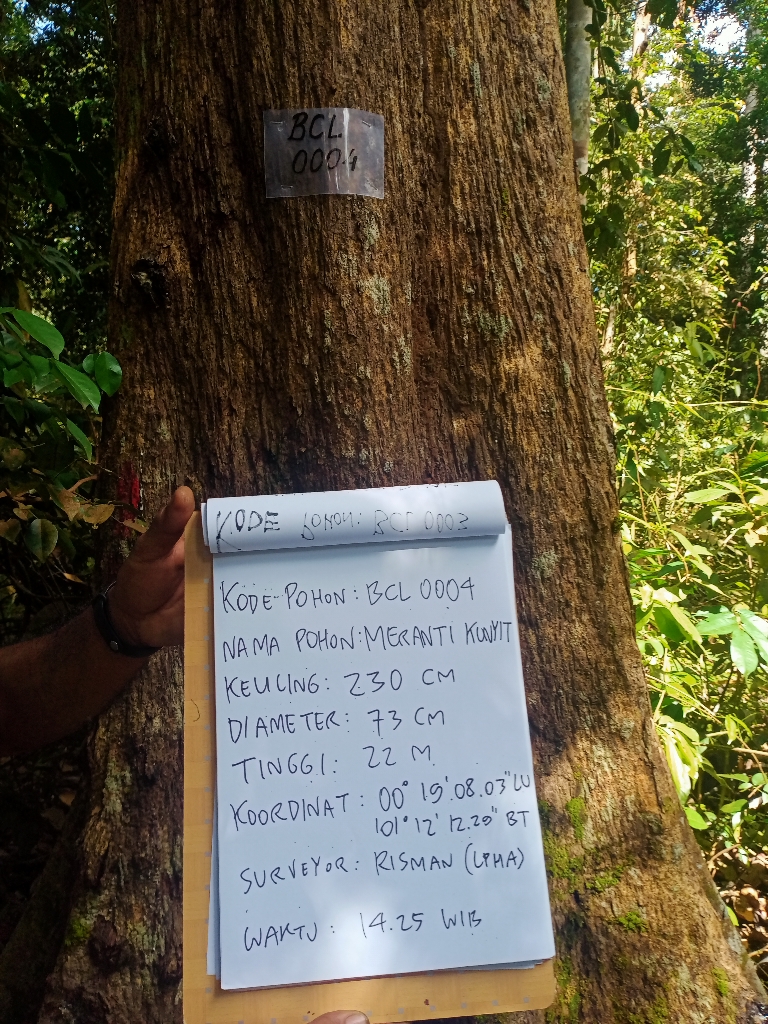 BCL
0004
KODE POHON: BCL 0003
KODE POHON: BCL 0004
NAMA POHON: MERANTI KUNYIT
KELILING: 230 CM
DIAMETER: 73 CM
TINGGI: 22 M
KOORDINAT: 00° 19'.08.03" LU
101° 12' 12.20" BT
SURVEYOR: RISMAN (LPHA)
WAKTU: 14.25 WIB